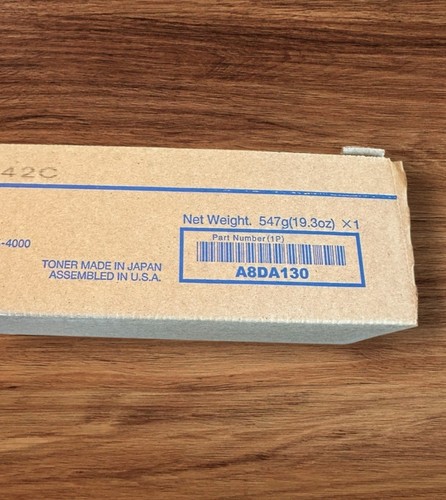 42C
Net Weight. 547g(19.3oz) ×1
-4000
Part Number(1P)
A8DA130
TONER MADE IN JAPAN
ASSEMBLED IN U.S.A.